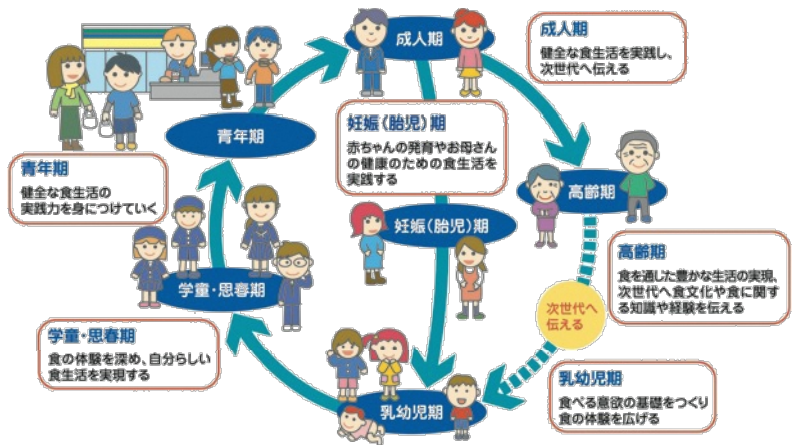 成人期
成人期
健全な食生活を実践し、
次世代へ伝える
青年期
妊娠（胎児）期
赤ちゃんの発育やお母さん
の健康のための食生活を
実践する
青年期
健全な食生活の
実践力を身につけていく
高齢期
妊娠（胎児）期
高齢期
食を通した豊かな生活の実現、
次世代へ食文化や食に関す
る知識や経験を伝える
学童・思春期
次世代へ
伝える
学童・思春期
食の体験を深め、自分らしい
食生活を実現する
乳幼児期
食べる意欲の基礎をつくり
食の体験を広げる
乳幼児期